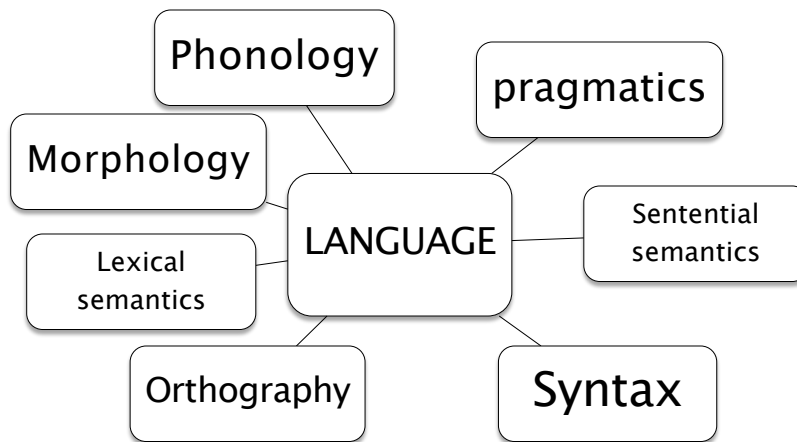 Phonology
pragmatics
Morphology
LANGUAGE
Sentential
semantics
Lexical
semantics
Orthography
Syntax